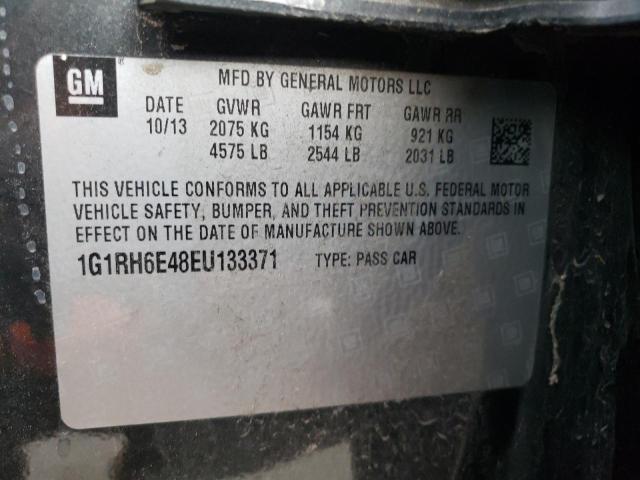 GM ® MFD BY GENERAL MOTORS LLC
DATE GVWR GAWR FRT GAWR RR
10/13 2075 KG 1154 KG 921 KG
4575 LB 2544 LB 2031 LB
THIS VEHICLE CONFORMS TO ALL APPLICABLE U.S. FEDERAL MOTOR
VEHICLE SAFETY, BUMPER, AND THEFT PREVENTION STANDARDS IN
EFFECT ON THE DATE OF MANUFACTURE SHOWN ABOVE.
1G1RH6E48EU133371 TYPE: PASS CAR